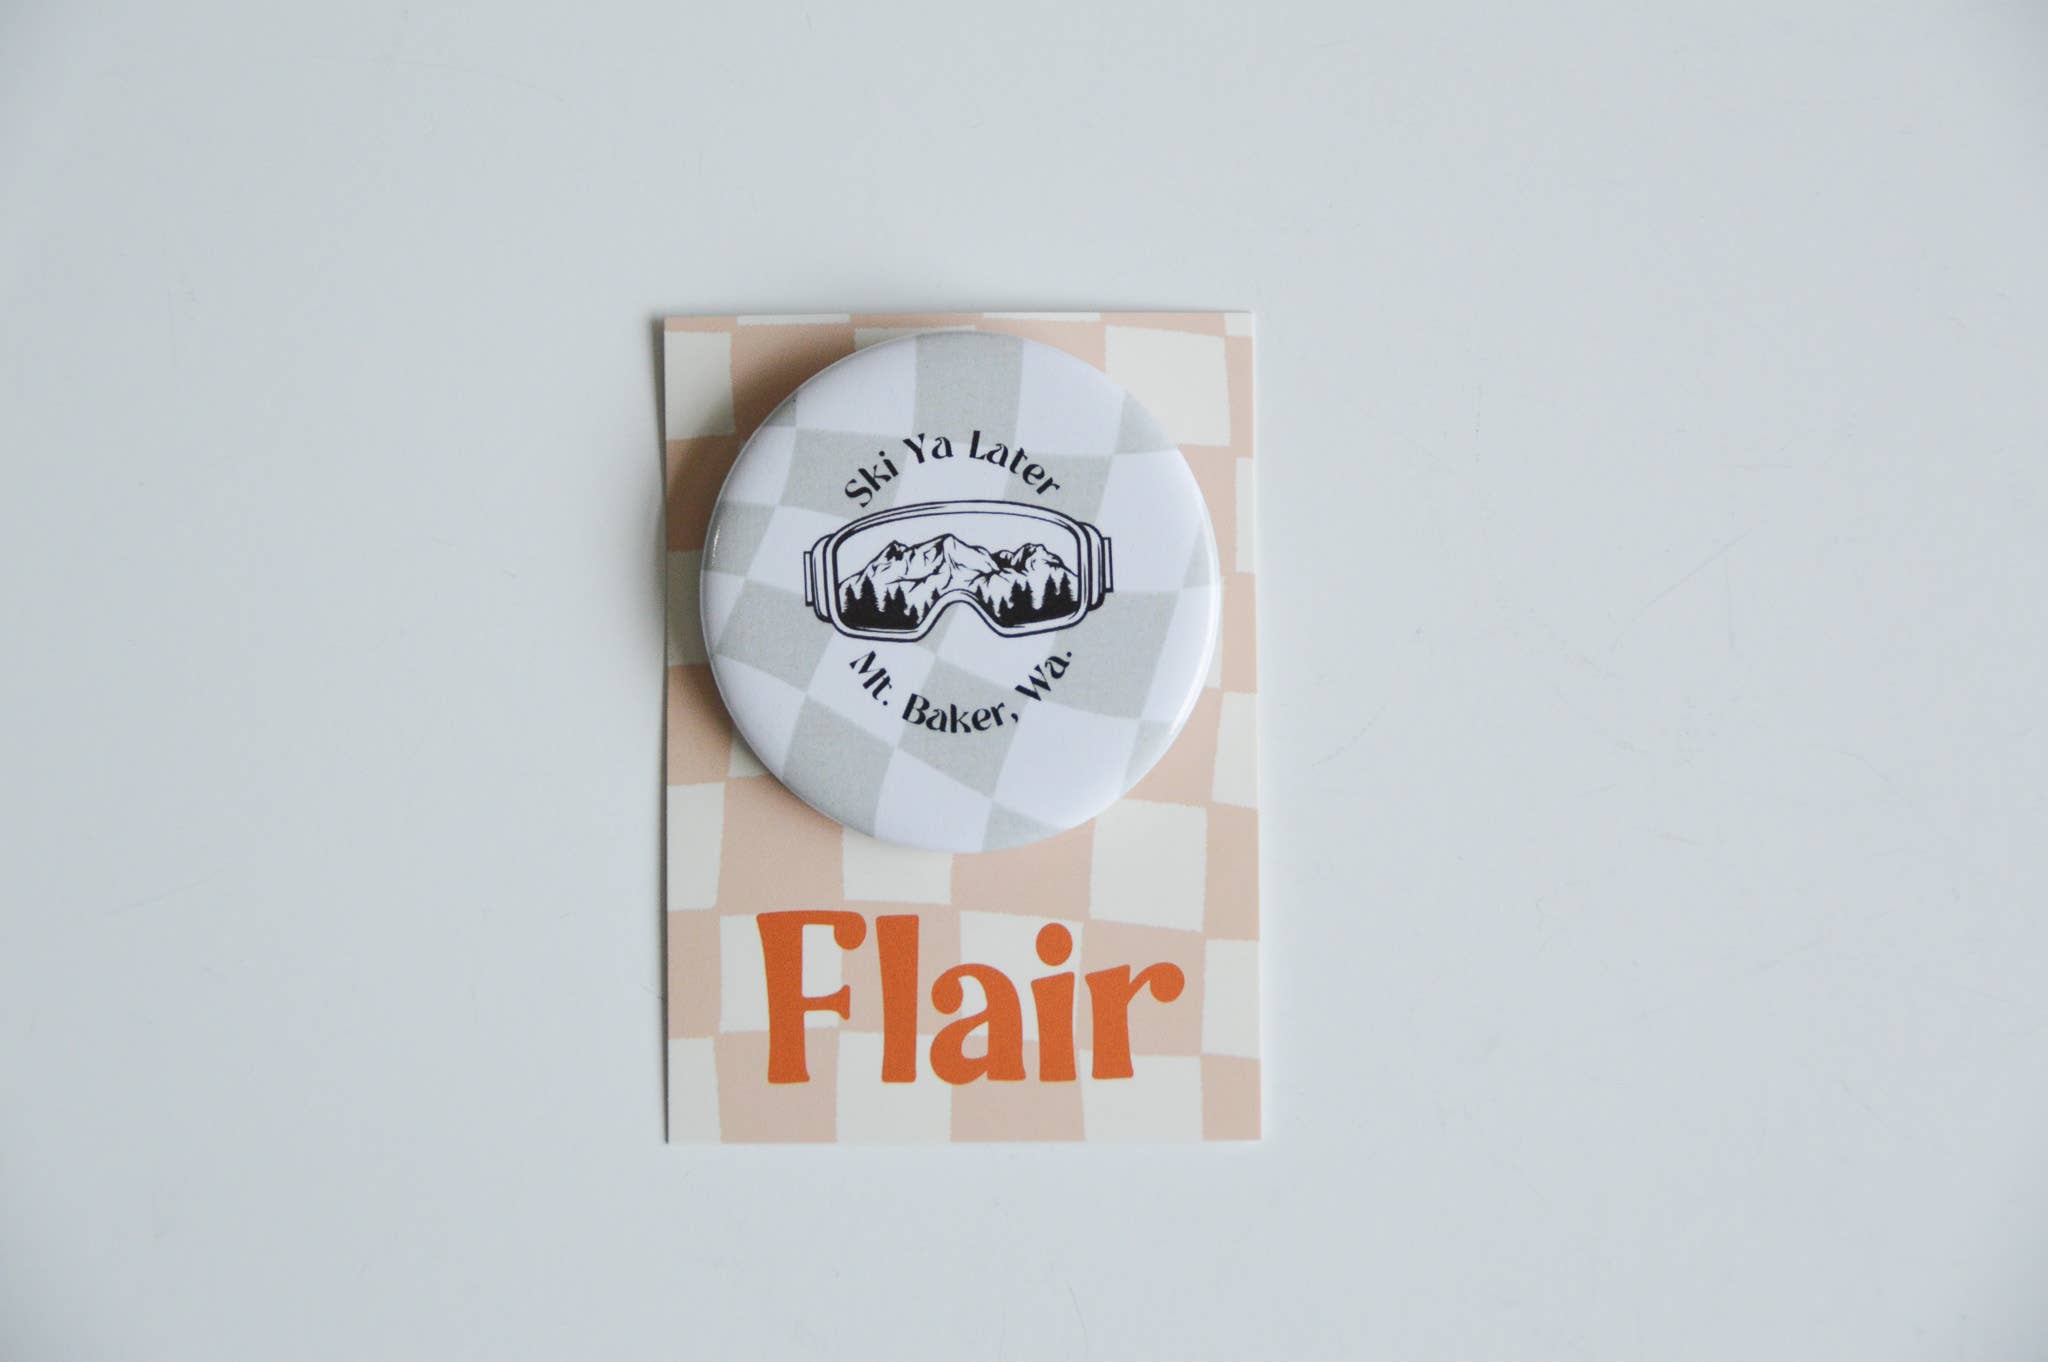 Ski Ya Later
Mt. Baker, Wa.
Flair